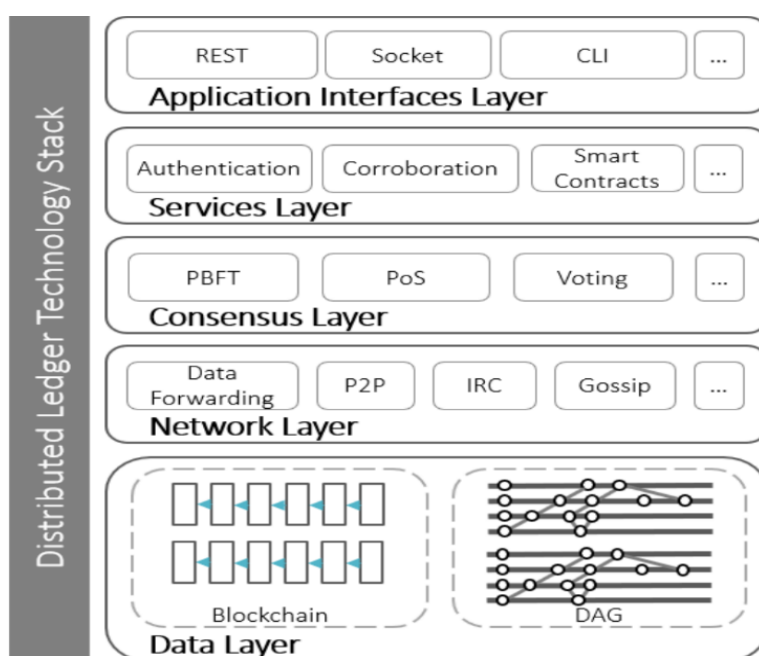 Distributed Ledger Technology Stack
REST
Socket
CLI
...
Application Interfaces Layer
Authentication
Corroboration
Smart
Contracts
...
Services Layer
PBFT
PoS
Voting
...
Consensus Layer
Data
Forwarding
P2P
IRC
Gossip
...
Network Layer
Blockchain
DAG
Data Layer